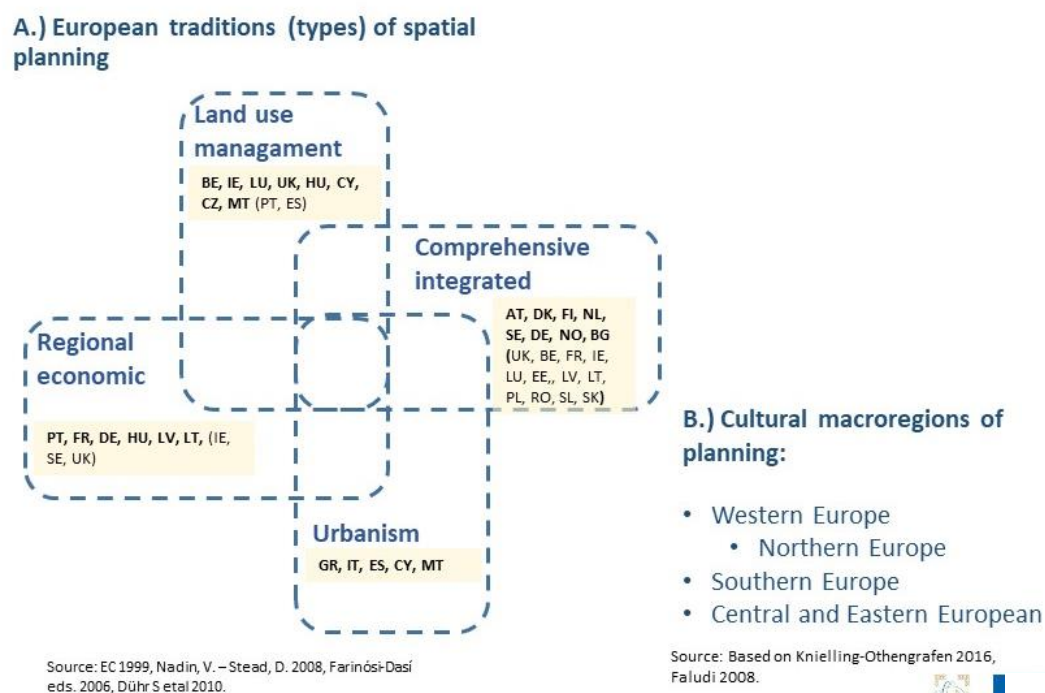 A.) European traditions (types) of spatial
planning
Land use
managament
BE, IE, LU, UK, HU, CY,
CZ, MT (PT, ES)
Comprehensive
integrated
AT, DK, FI, NL,
SE, DE, NO, BG
(UK, BE, FR, IE,
LU, EE,, LV, LT,
PL, RO, SL, SK)
Regional
economic
PT, FR, DE, HU, LV, LT, (IE,
SE, UK)
Urbanism
GR, IT, ES, CY, MT
B.) Cultural macroregions of
planning:
• Western Europe
• Northern Europe
• Southern Europe
• Central and Eastern European
Source: EC 1999, Nadin, V. – Stead, D. 2008, Farinósi-Dasí
eds. 2006, Dühr S etal 2010.
Source: Based on Knielling-Othengrafen 2016,
Faludi 2008.